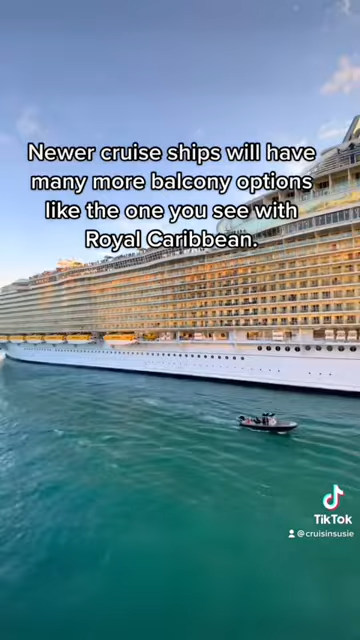 Newer cruise ships will have
many more balcony options
like the one you see with
Royal Caribbean.
TikTok
@cruisinsusie